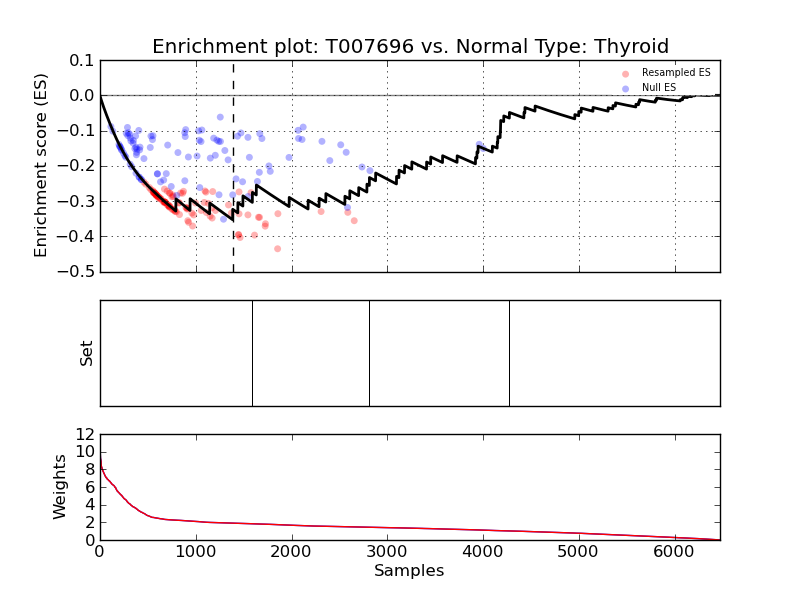 Enrichment plot: T007696 vs. Normal Type: Thyroid
Enrichment score (ES)
0.1
0.0
−0.1
−0.2
−0.3
−0.4
−0.5
Resampled ES
Null ES
Set
Weights
12
10
8
6
4
2
0
0 1000 2000 3000 4000 5000 6000
Samples